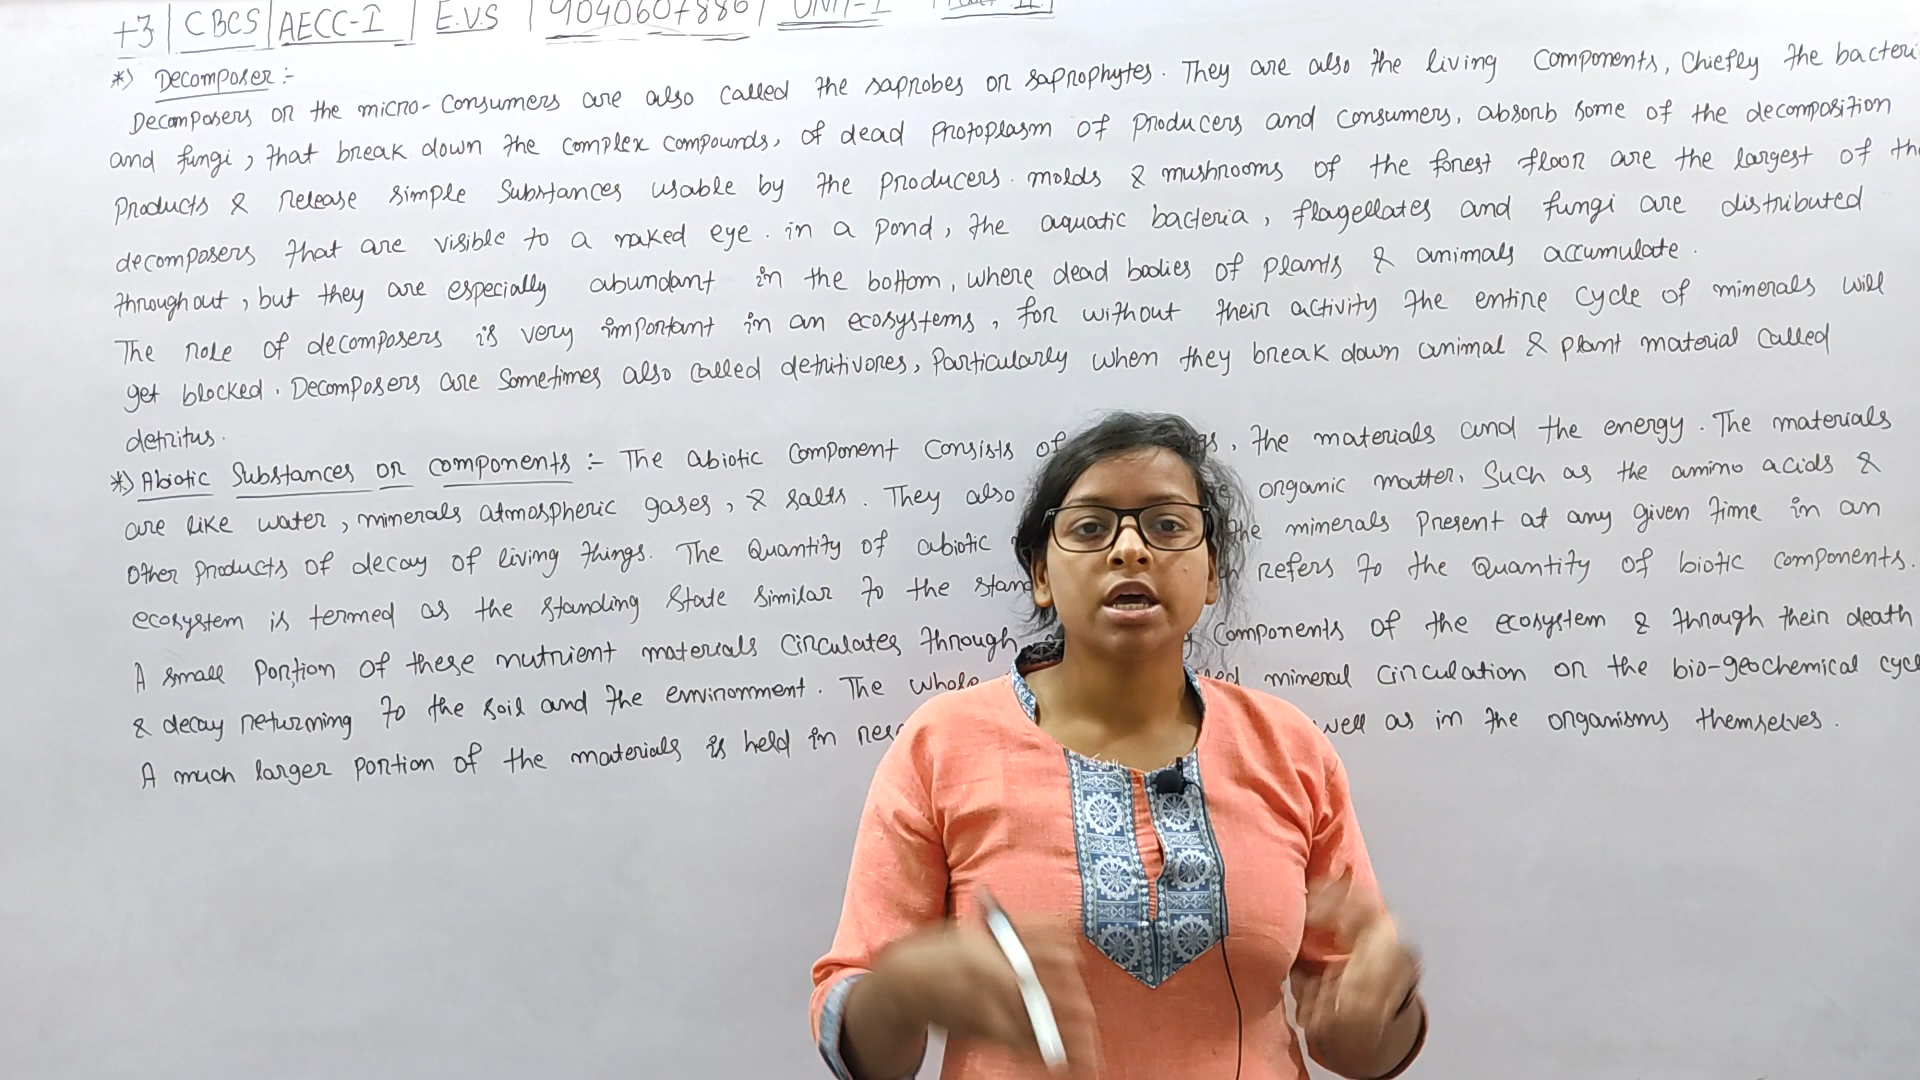 +3 | CBCS | AECC-I | E.V.S | 9040607886 | UNIT-I
*) Decomposer :-
Decomposers or the micro-consumers are also called the saprobes or saprophytes. They are also the living components, chiefly the bacteri
and fungi, that break down the complex compounds, of dead protoplasm of producers and consumers, absorb some of the decomposition
products & release simple substances usable by the producers. molds & mushrooms of the forest floor are the largest of the
decomposers that are visible to a naked eye. in a pond, the aquatic bacteria, flagellates and fungi are distributed
throughout, but they are especially abundant in the bottom, where dead bodies of plants & animals accumulate.
The role of decomposers is very important in an ecosystems, for without their activity the entire cycle of minerals will
get blocked. Decomposers are sometimes also called detritivores, particularly when they break down animal & plant material called
detritus.
*) Abiotic Substances or components :- The abiotic component consists of gs, the materials and the energy. The materials
are like water, minerals atmospheric gases, & salts. They also organic matter, such as the amino acids &
other products of decay of living things. The Quantity of abiotic the minerals present at any given time in an
ecosystem is termed as the standing state similar to the stand refers to the Quantity of biotic components.
A small portion of these nutrient materials circulates through components of the ecosystem & through their death
& decay returning to the soil and the environment. The whole mineral circulation or the bio-geochemical cycl
A much larger portion of the materials is held in res well as in the organisms themselves.